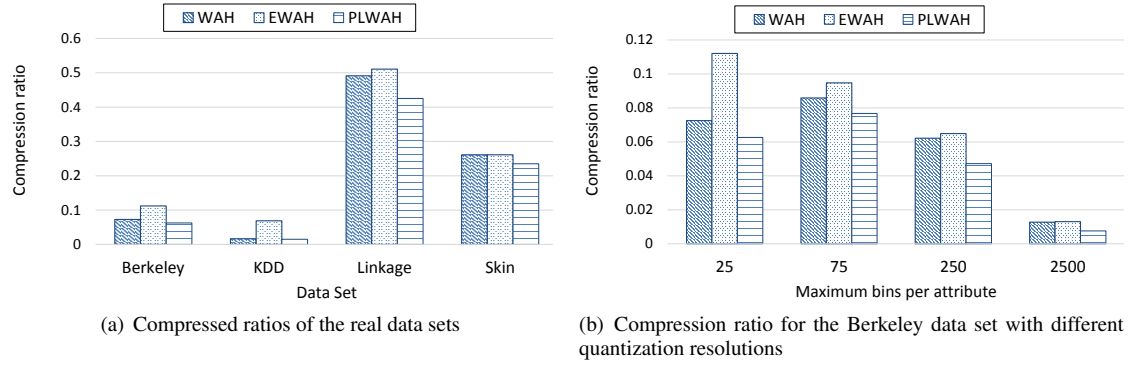 WAH EWAH PLWAH
0.6
0.5
0.4
0.3
0.2
0.1
0
Compression ratio
Berkeley KDD Linkage Skin
Data Set
(a) Compressed ratios of the real data sets
WAH EWAH PLWAH
0.12
0.1
0.08
0.06
0.04
0.02
0
Compression ratio
25 75 250 2500
Maximum bins per attribute
(b) Compression ratio for the Berkeley data set with different
quantization resolutions